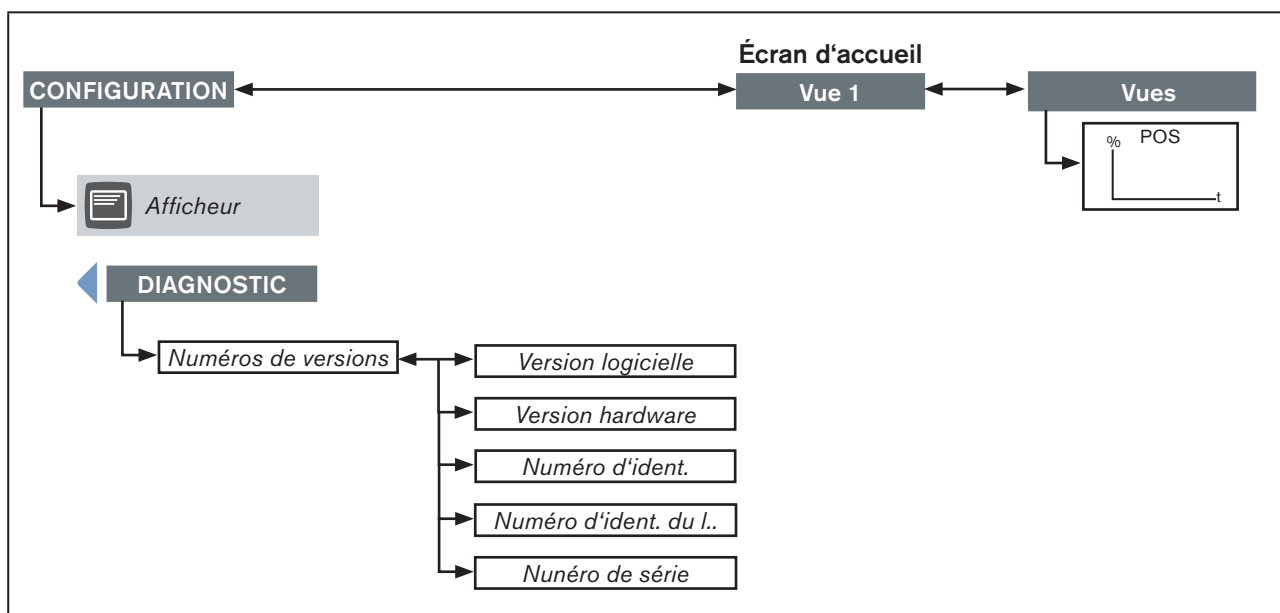 Écran d‘accueil
CONFIGURATION
Vue 1
Vues
% POS
t
Afficheur
DIAGNOSTIC
Numéros de versions
Version logicielle
Version hardware
Numéro d‘ident.
Numéro d‘ident. du l..
Nunéro de série